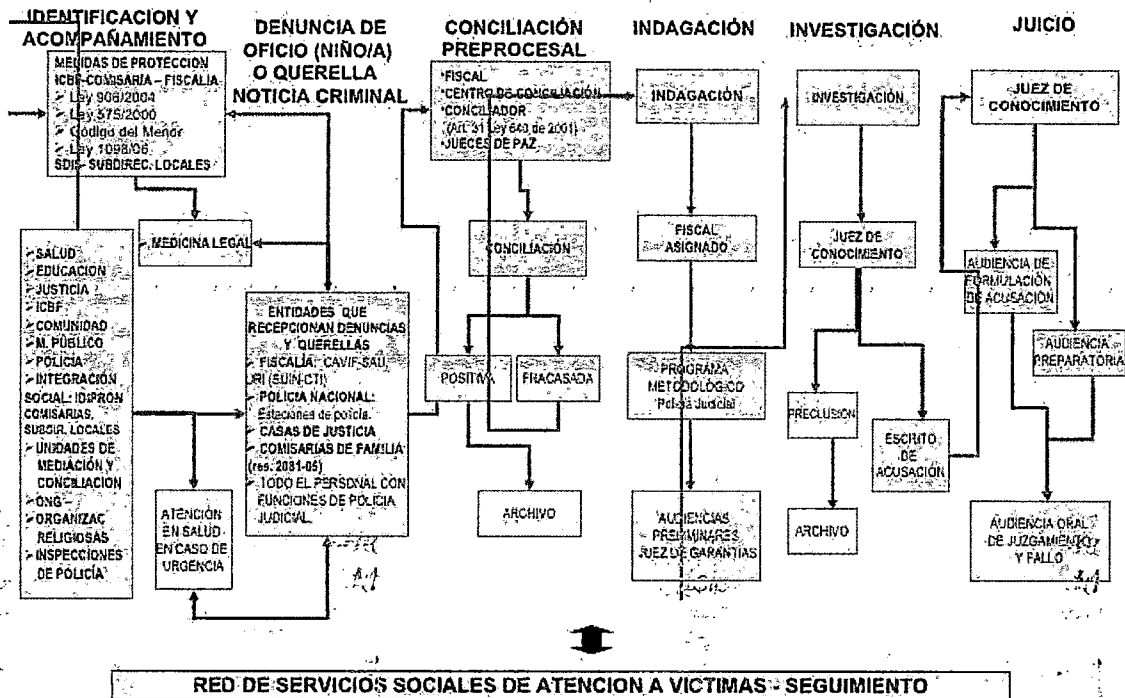 IDENTIFICACION Y
ACOMPAÑAMIENTO
MEDIDAS DE PROTECCION
ICBF-COMISARIA – FISCALIA
➢ Ley 906/2004
➢ Ley 575/2000
➢ Código del Menor
➢ Ley 1098/06
SDIS- SUBDIREC. LOCALES
➢ MEDICINA LEGAL
➢ SALUD
➢ EDUCACION
➢ JUSTICIA
➢ ICBF
➢ COMUNIDAD
➢ M. PÚBLICO
➢ POLICÍA
➢ INTEGRACIÓN
SOCIAL: IDIPRON
COMISARIAS,
SUBDIR. LOCALES
➢ UNIDADES DE
MEDIACIÓN Y
CONCILIACION
➢ ONG
➢ ORGANIZAC
RELIGIOSAS
➢ INSPECCIONES
DE POLICÍA
ATENCIÓN
EN SALUD
EN CASO DE
URGENCIA
DENUNCIA DE
OFICIO (NIÑO/A)
O QUERELLA
NOTICIA CRIMINAL
ENTIDADES QUE
RECEPCIONAN DENUNCIAS
Y QUERELLAS
➢ FISCALÍA: CAVIF-SAU,
URI (SIJIN-CTI)
➢ POLICÍA NACIONAL:
Estaciones de policía.
➢ CASAS DE JUSTICIA
➢ COMISARIAS DE FAMILIA
(res. 2081-05)
➢ TODO EL PERSONAL CON
FUNCIONES DE POLICÍA
JUDICIAL.
CONCILIACIÓN
PREPROCESAL
•FISCAL
•CENTRO DE CONCILIACIÓN
•CONCILADOR
(Art. 31 Ley 640 de 2001)
•JUECES DE PAZ
CONCILIACIÓN
POSITIVA
FRACASADA
ARCHIVO
INDAGACIÓN
INDAGACIÓN
FISCAL
ASIGNADO
PROGRAMA
METODOLÓGICO
Policía Judicial
AUDIENCIAS
PRELIMINARES
JUEZ DE GARANTÍAS
INVESTIGACIÓN
INVESTIGACIÓN
JUEZ DE
CONOCIMIENTO
PRECLUSIÓN
ESCRITO
DE
ACUSACIÓN
ARCHIVO
JUICIO
JUEZ DE
CONOCIMIENTO
AUDIENCIA DE
FORMULACIÓN
DE ACUSACIÓN
AUDIENCIA
PREPARATORIA
AUDIENCIA ORAL
DE JUZGAMIENTO
Y FALLO
RED DE SERVICIOS SOCIALES DE ATENCION A VICTIMAS - SEGUIMIENTO